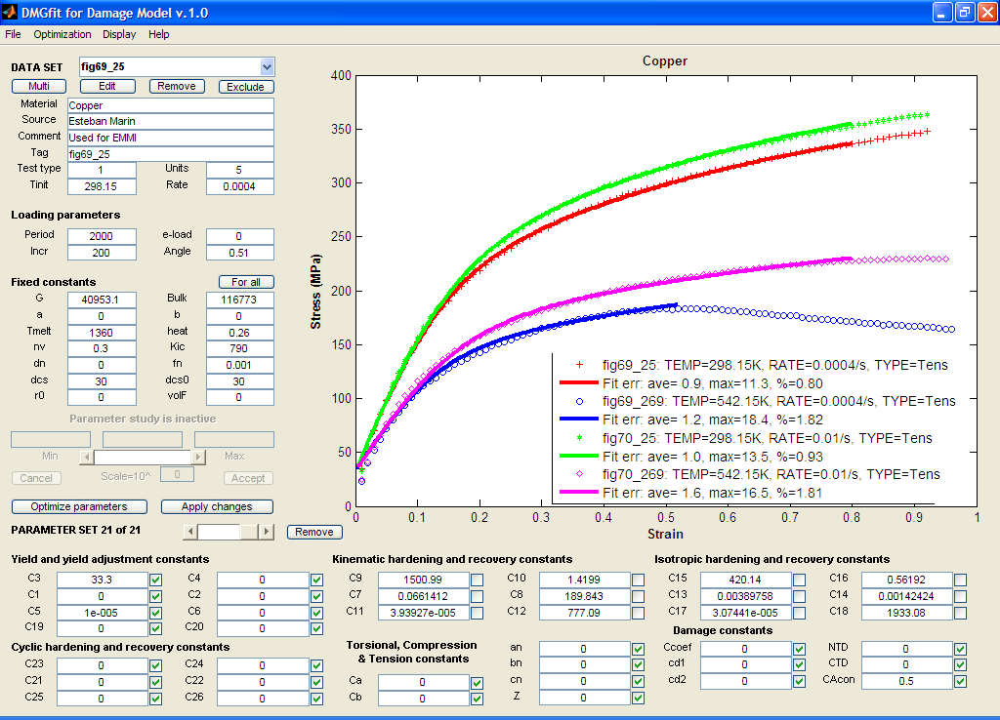 DMGfit for Damage Model v.1.0
File Optimization Display Help
DATA SET fig69_25
Multi Edit Remove Exclude
Material Copper
Source Esteban Marin
Comment Used for EMMI
Tag fig69_25
Test type 1 Units 5
Tinit 298.15 Rate 0.0004
Loading parameters
Period 2000 e-load 0
Incr 200 Angle 0.51
Fixed constants For all
G 40953.1 Bulk 116773
a 0 b 0
Tmelt 1360 heat 0.26
nv 0.3 Kic 790
dn 0 fn 0.001
dcs 30 dcs0 30
r0 0 volF 0
Parameter study is inactive
Min Max
Cancel Scale=10^ 0 Accept
Optimize parameters Apply changes
PARAMETER SET 21 of 21 Remove
Copper
Stress (MPa)
400
350
300
250
200
150
100
50
0
0 0.1 0.2 0.3 0.4 0.5 0.6 0.7 0.8 0.9 1
Strain
fig69_25: TEMP=298.15K, RATE=0.0004/s, TYPE=Tens
Fit err: ave= 0.9, max=11.3, %=0.80
fig69_269: TEMP=542.15K, RATE=0.0004/s, TYPE=Tens
Fit err: ave= 1.2, max=18.4, %=1.82
fig70_25: TEMP=298.15K, RATE=0.01/s, TYPE=Tens
Fit err: ave= 1.0, max=13.5, %=0.93
fig70_269: TEMP=542.15K, RATE=0.01/s, TYPE=Tens
Fit err: ave= 1.6, max=16.5, %=1.81
Yield and yield adjustment constants
C3 33.3 C4 0
C1 0 C2 0
C5 1e-005 C6 0
C19 0 C20 0
Cyclic hardening and recovery constants
C23 0 C24 0
C21 0 C22 0
C25 0 C26 0
Kinematic hardening and recovery constants
C9 1500.99 C10 1.4199
C7 0.0661412 C8 189.843
C11 3.93927e-005 C12 777.09
Torsional, Compression
& Tension constants
Ca 0
Cb 0
an 0
bn 0
cn 0
Z 0
Isotropic hardening and recovery constants
C15 420.14 C16 0.56192
C13 0.00389758 C14 0.00142424
C17 3.07441e-005 C18 1933.08
Damage constants
Ccoef 0 NTD 0
cd1 0 CTD 0
cd2 0 CAcon 0.5